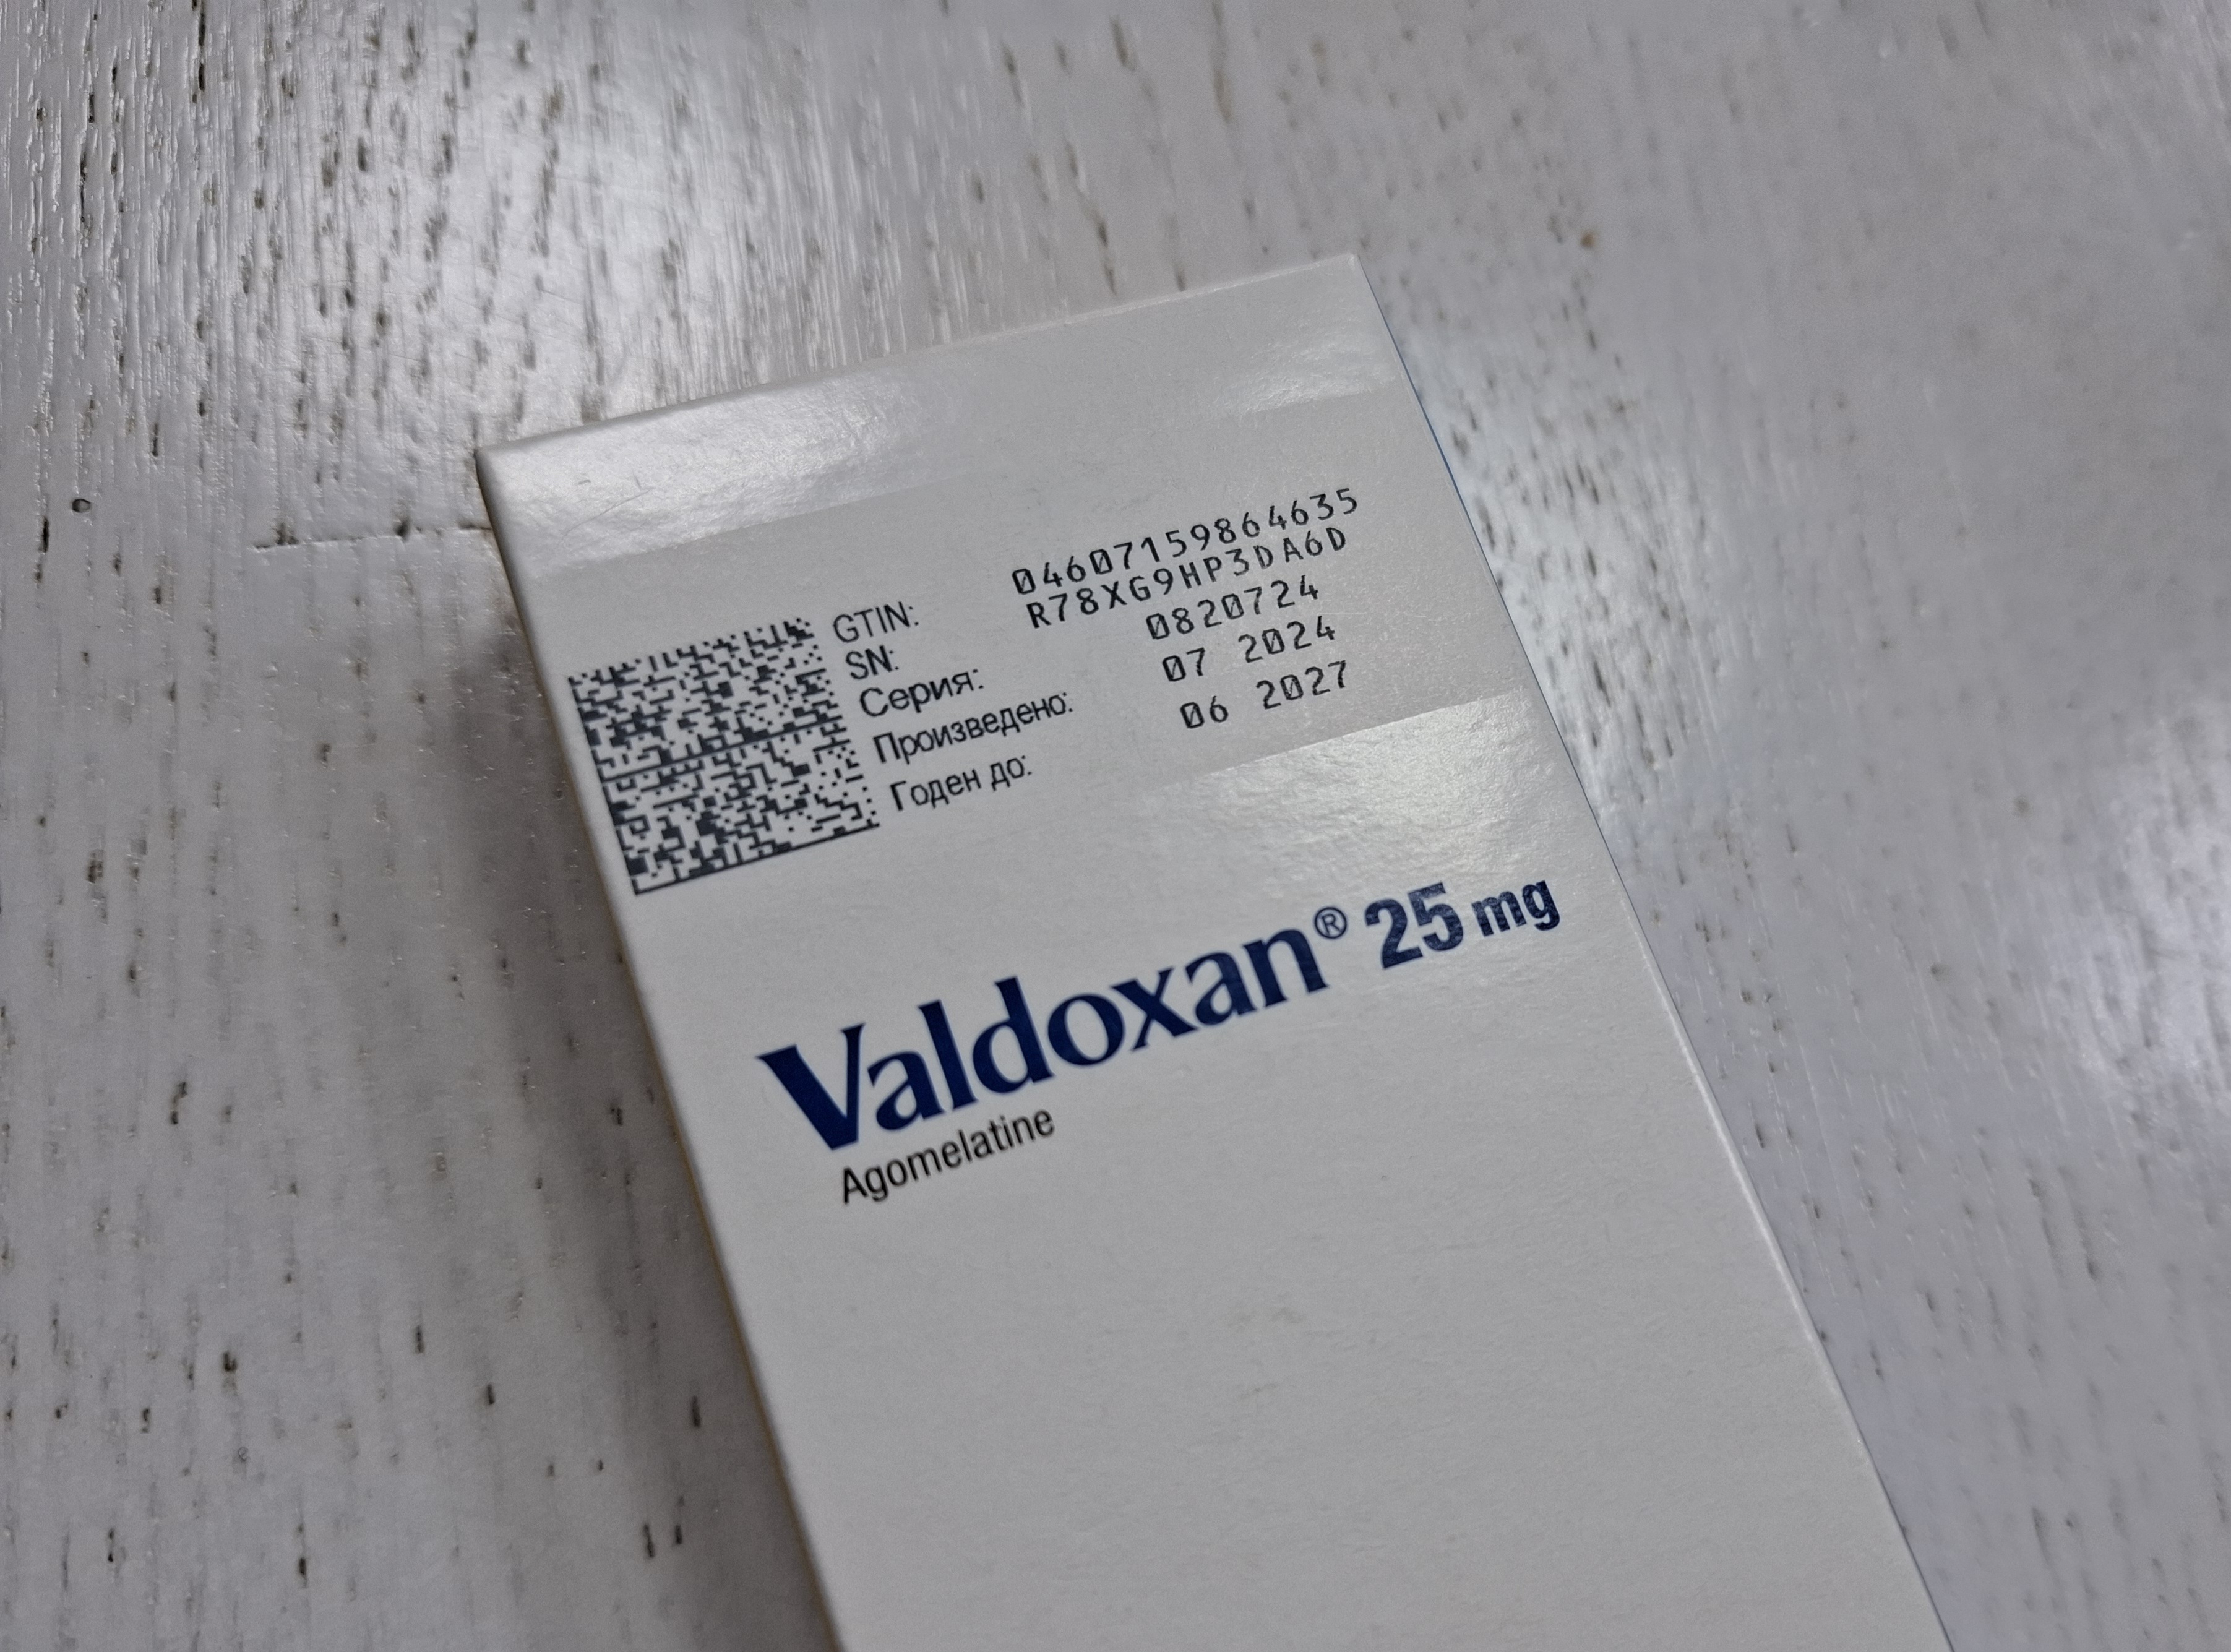 GTIN: 04607159864635
SN: R78XG9HP3DA6D
Серия: 0820724
Произведено: 07 2024
Годен до: 06 2027
Valdoxan® 25 mg
Agomelatine